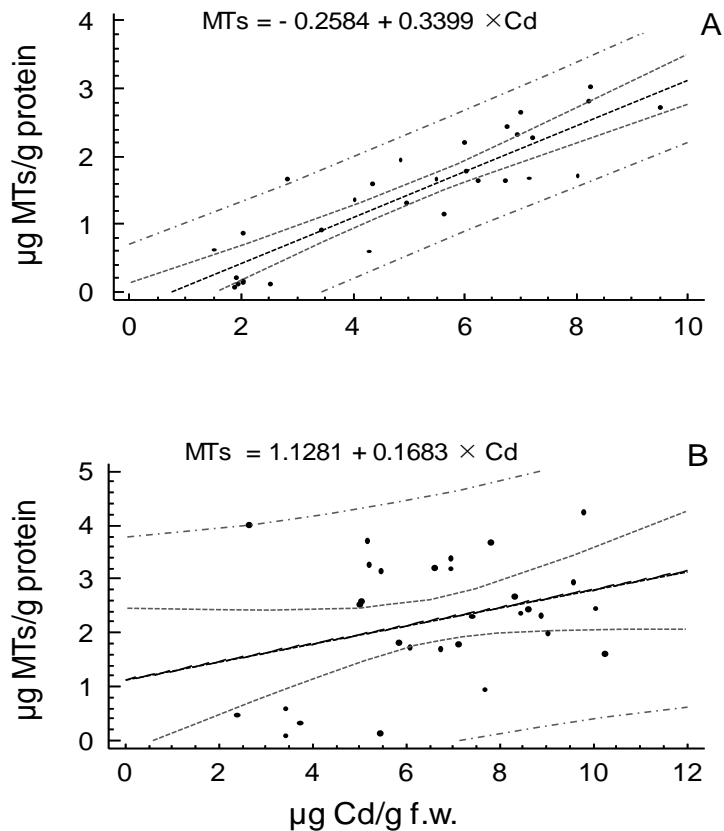 MTs = - 0.2584 + 0.3399 ×Cd
A
µg MTs/g protein
4
3
2
1
0
0 2 4 6 8 10
MTs = 1.1281 + 0.1683 × Cd
B
µg MTs/g protein
5
4
3
2
1
0
0 2 4 6 8 10 12
µg Cd/g f.w.